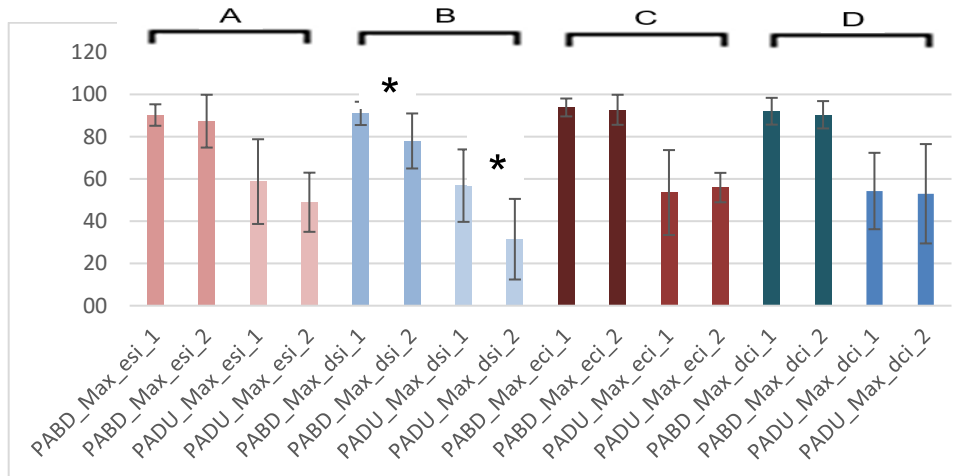 A B C D
120
100
80
60
40
20
00
*
*
PABD_Max_esi_1
PABD_Max_esi_2
PADU_Max_esi_1
PADU_Max_esi_2
PABD_Max_dsi_1
PABD_Max_dsi_2
PADU_Max_dsi_1
PADU_Max_dsi_2
PABD_Max_eci_1
PABD_Max_eci_2
PADU_Max_eci_1
PADU_Max_eci_2
PABD_Max_dci_1
PABD_Max_dci_2
PADU_Max_dci_1
PADU_Max_dci_2